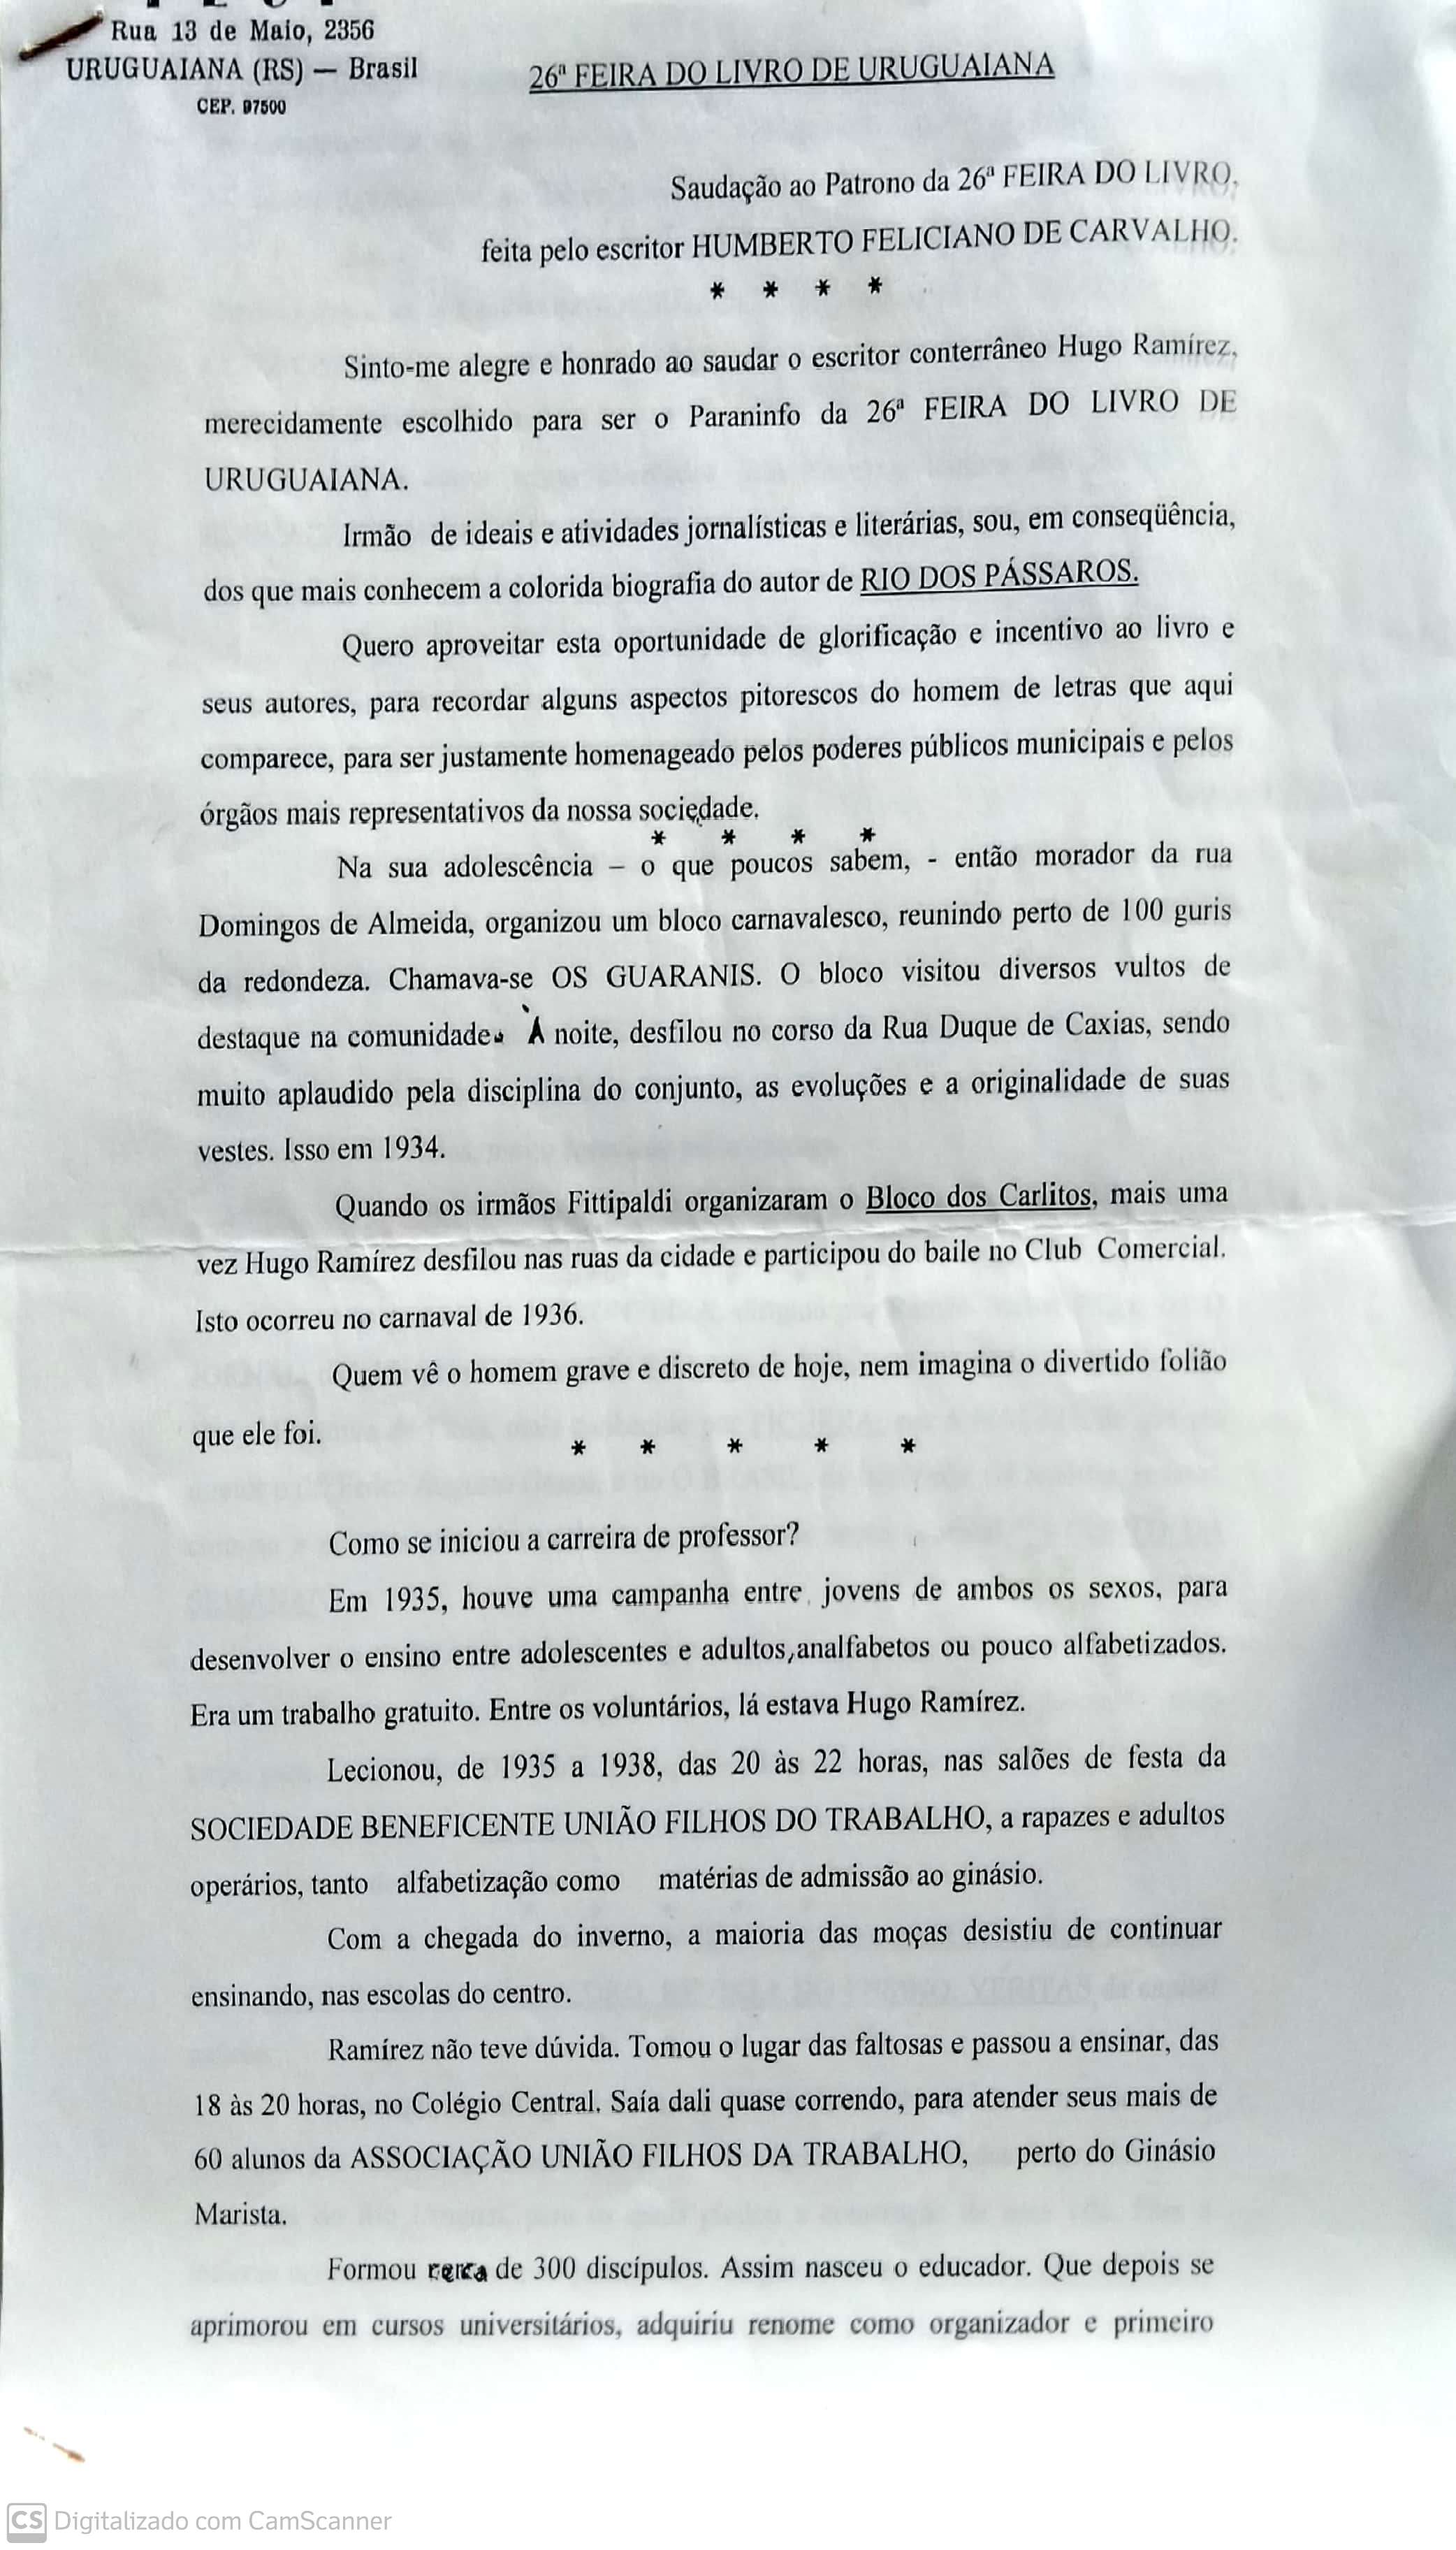 Rua 13 de Maio, 2356
URUGUAIANA (RS) — Brasil
CEP. 97500
26ª FEIRA DO LIVRO DE URUGUAIANA
Saudação ao Patrono da 26ª FEIRA DO LIVRO,
feita pelo escritor HUMBERTO FELICIANO DE CARVALHO.
* * * *
Sinto-me alegre e honrado ao saudar o escritor conterrâneo Hugo Ramírez,
merecidamente escolhido para ser o Paraninfo da 26ª FEIRA DO LIVRO DE
URUGUAIANA.
Irmão de ideais e atividades jornalísticas e literárias, sou, em conseqüência,
dos que mais conhecem a colorida biografia do autor de RIO DOS PÁSSAROS.
Quero aproveitar esta oportunidade de glorificação e incentivo ao livro e
seus autores, para recordar alguns aspectos pitorescos do homem de letras que aqui
comparece, para ser justamente homenageado pelos poderes públicos municipais e pelos
órgãos mais representativos da nossa sociedade.
* * * *
Na sua adolescência – o que poucos sabem, - então morador da rua
Domingos de Almeida, organizou um bloco carnavalesco, reunindo perto de 100 guris
da redondeza. Chamava-se OS GUARANIS. O bloco visitou diversos vultos de
destaque na comunidade. À noite, desfilou no corso da Rua Duque de Caxias, sendo
muito aplaudido pela disciplina do conjunto, as evoluções e a originalidade de suas
vestes. Isso em 1934.
Quando os irmãos Fittipaldi organizaram o Bloco dos Carlitos, mais uma
vez Hugo Ramírez desfilou nas ruas da cidade e participou do baile no Club Comercial.
Isto ocorreu no carnaval de 1936.
Quem vê o homem grave e discreto de hoje, nem imagina o divertido folião
que ele foi.
* * * * *
Como se iniciou a carreira de professor?
Em 1935, houve uma campanha entre jovens de ambos os sexos, para
desenvolver o ensino entre adolescentes e adultos, analfabetos ou pouco alfabetizados.
Era um trabalho gratuito. Entre os voluntários, lá estava Hugo Ramírez.
Lecionou, de 1935 a 1938, das 20 às 22 horas, nas salões de festa da
SOCIEDADE BENEFICENTE UNIÃO FILHOS DO TRABALHO, a rapazes e adultos
operários, tanto alfabetização como matérias de admissão ao ginásio.
Com a chegada do inverno, a maioria das moças desistiu de continuar
ensinando, nas escolas do centro.
Ramírez não teve dúvida. Tomou o lugar das faltosas e passou a ensinar, das
18 às 20 horas, no Colégio Central. Saía dali quase correndo, para atender seus mais de
60 alunos da ASSOCIAÇÃO UNIÃO FILHOS DA TRABALHO, perto do Ginásio
Marista.
Formou cerca de 300 discípulos. Assim nasceu o educador. Que depois se
aprimorou em cursos universitários, adquiriu renome como organizador e primeiro
CS Digitalizado com CamScanner